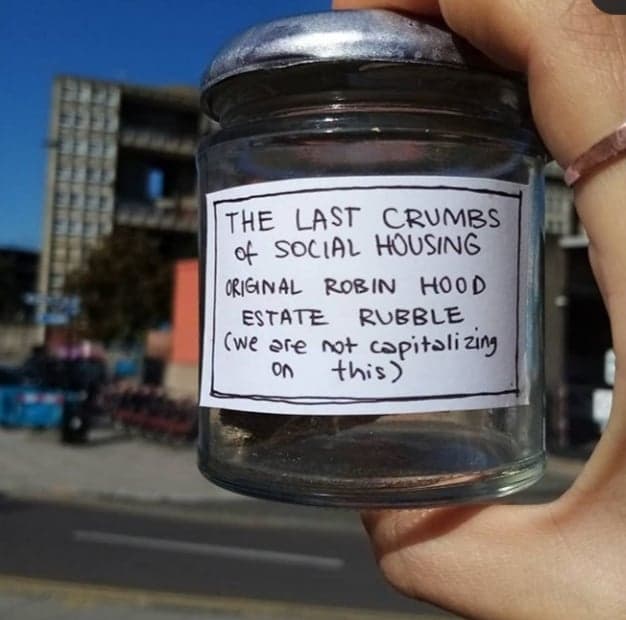 THE LAST CRUMBS
of SOCIAL HOUSING
ORIGINAL ROBIN HOOD
ESTATE RUBBLE
(we are not capitalizing
on this)